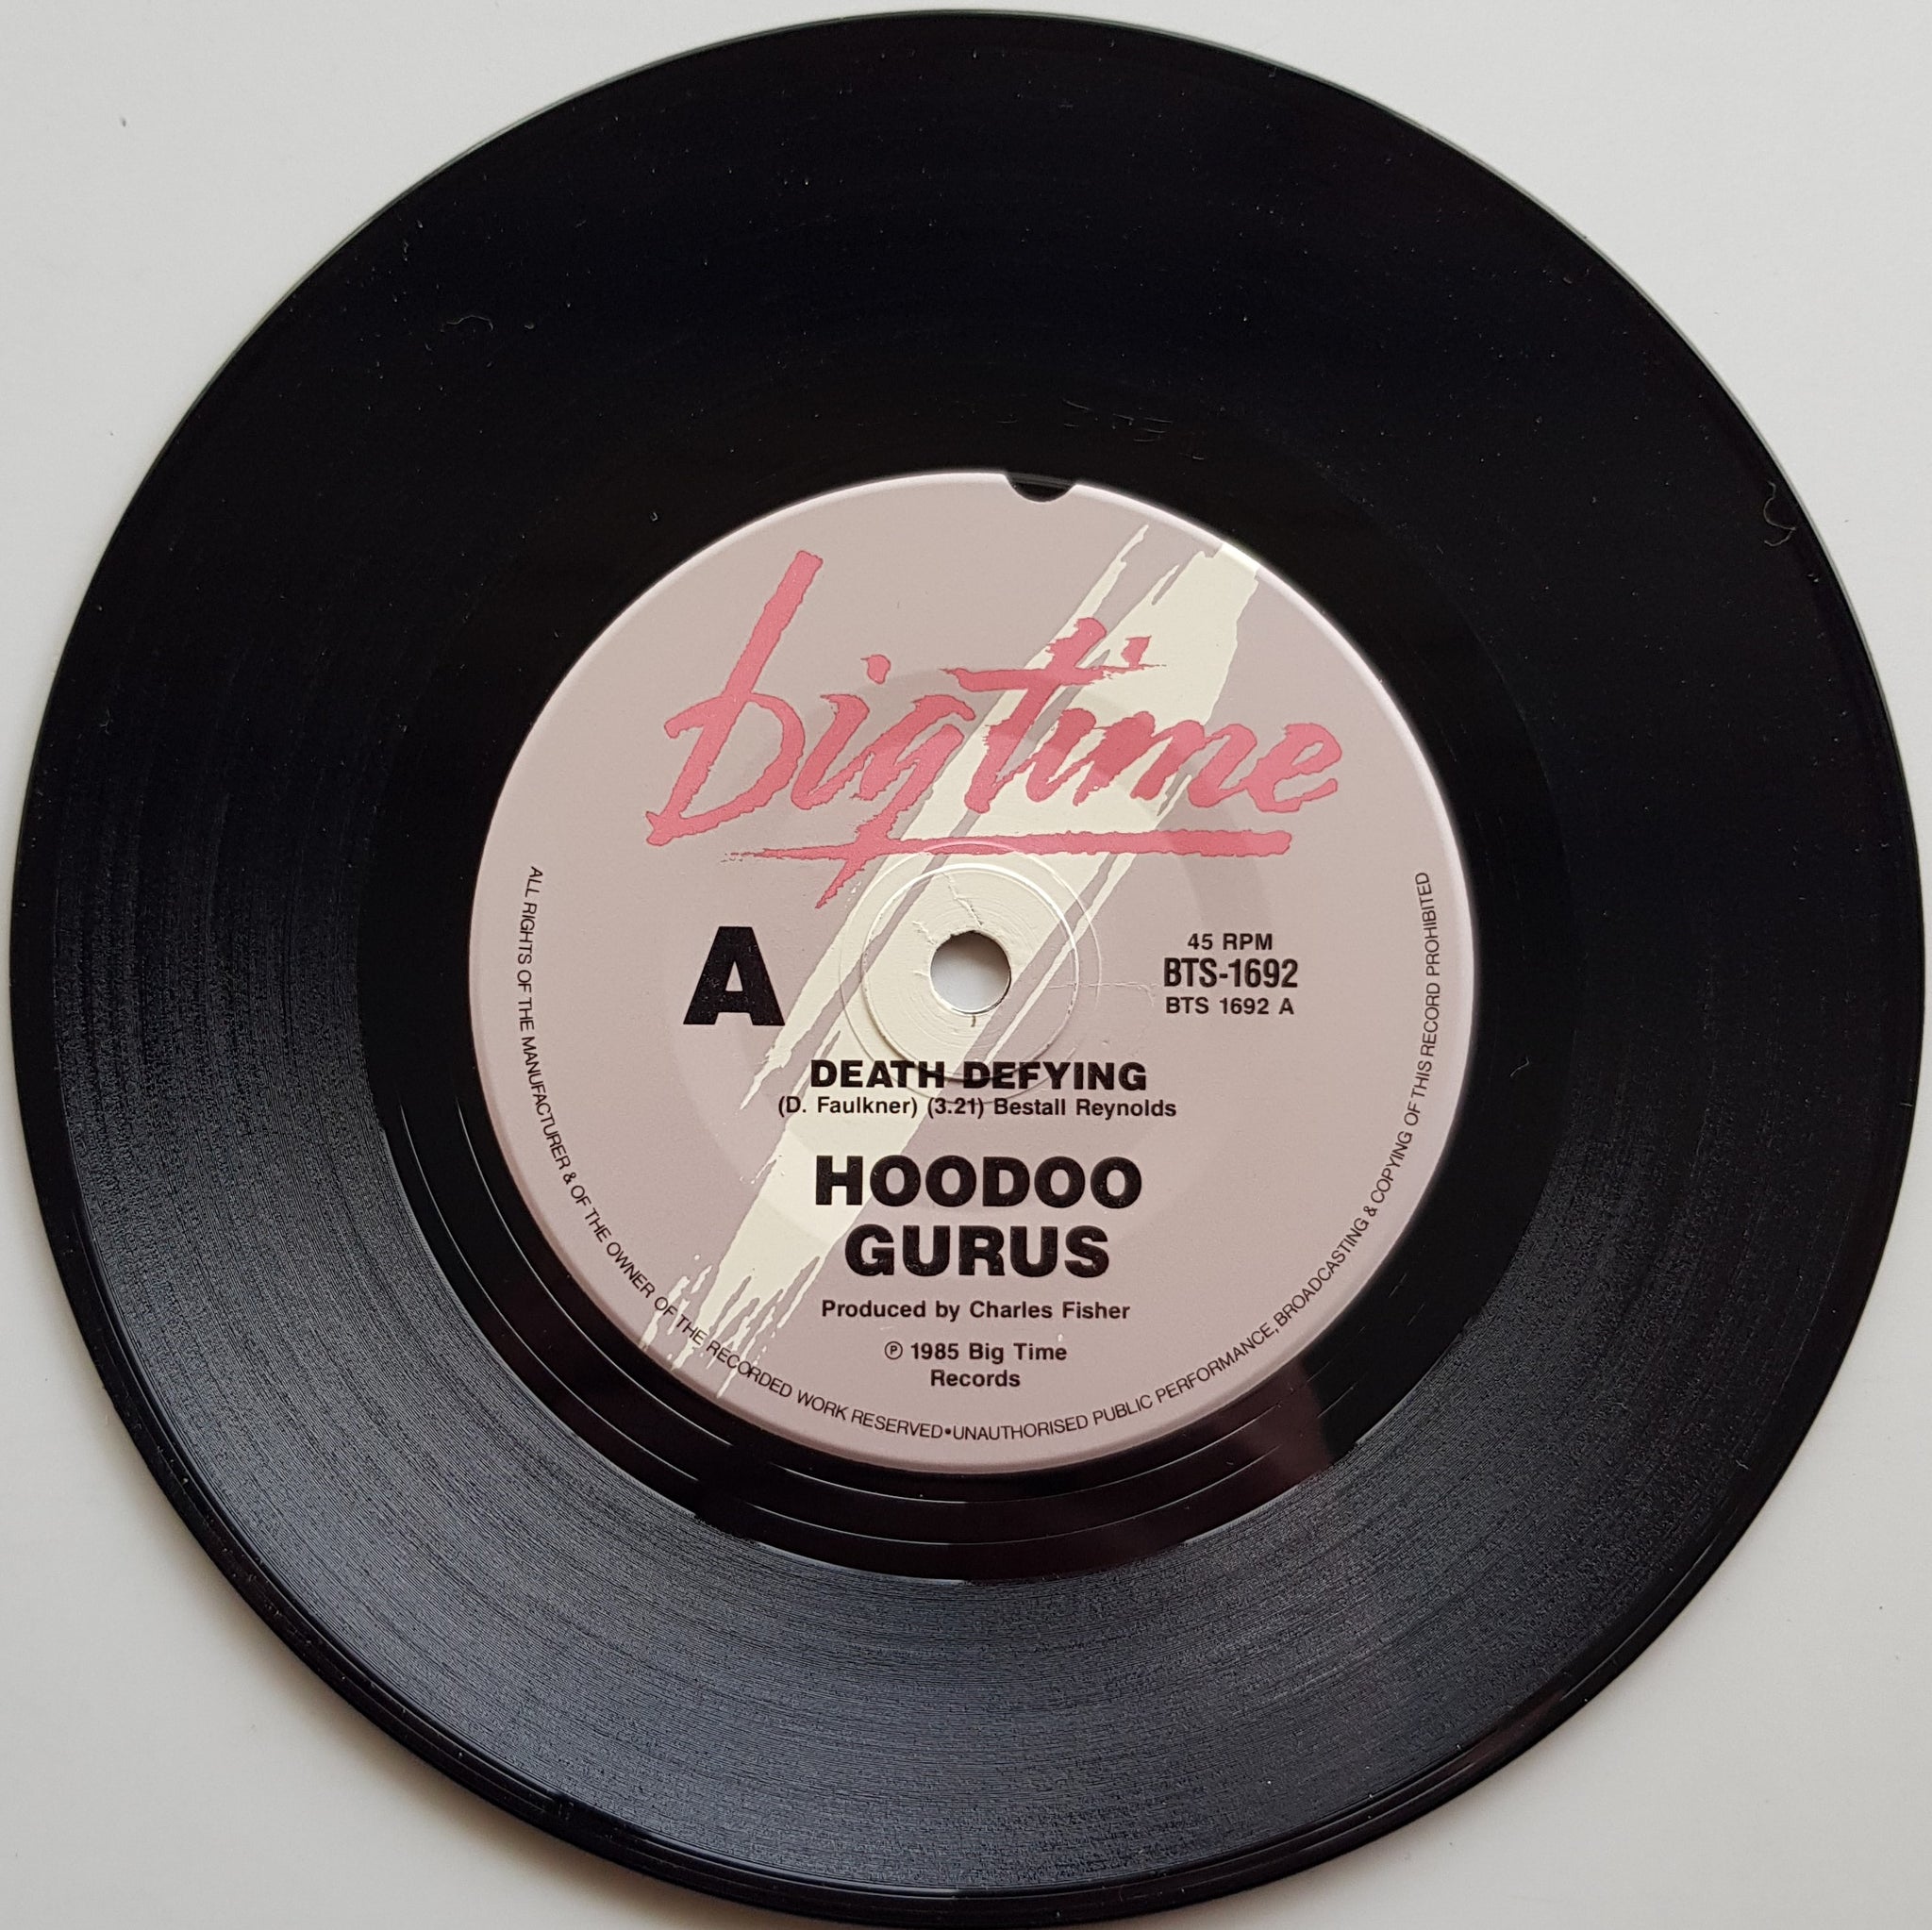 bigtime
A
45 RPM
BTS-1692
BTS 1692 A
DEATH DEFYING
(D. Faulkner) (3.21) Bestall Reynolds
HOODOO
GURUS
Produced by Charles Fisher
℗ 1985 Big Time
Records
ALL RIGHTS OF THE MANUFACTURER & OF THE OWNER OF THE RECORDED WORK RESERVED•UNAUTHORISED PUBLIC PERFORMANCE, BROADCASTING & COPYING OF THIS RECORD PROHIBITED